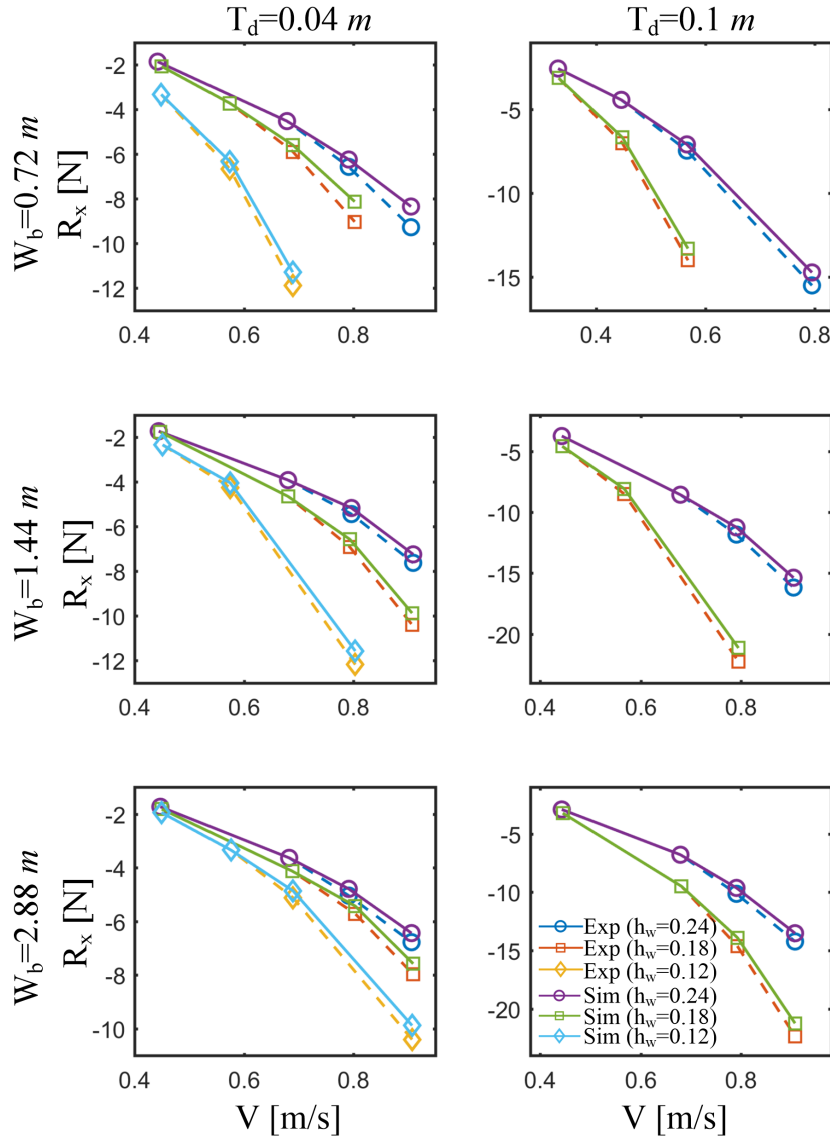 T_d=0.04 m
T_d=0.1 m
W_b=0.72 m
R_x [N]
-2
-4
-6
-8
-10
-12
0.4
0.6
0.8
-5
-10
-15
0.4
0.6
0.8
W_b=1.44 m
R_x [N]
-2
-4
-6
-8
-10
-12
0.4
0.6
0.8
-5
-10
-15
-20
0.4
0.6
0.8
W_b=2.88 m
R_x [N]
-2
-4
-6
-8
-10
0.4
0.6
0.8
V [m/s]
-5
-10
-15
-20
Exp (h_w=0.24)
Exp (h_w=0.18)
Exp (h_w=0.12)
Sim (h_w=0.24)
Sim (h_w=0.18)
Sim (h_w=0.12)
0.4
0.6
0.8
V [m/s]